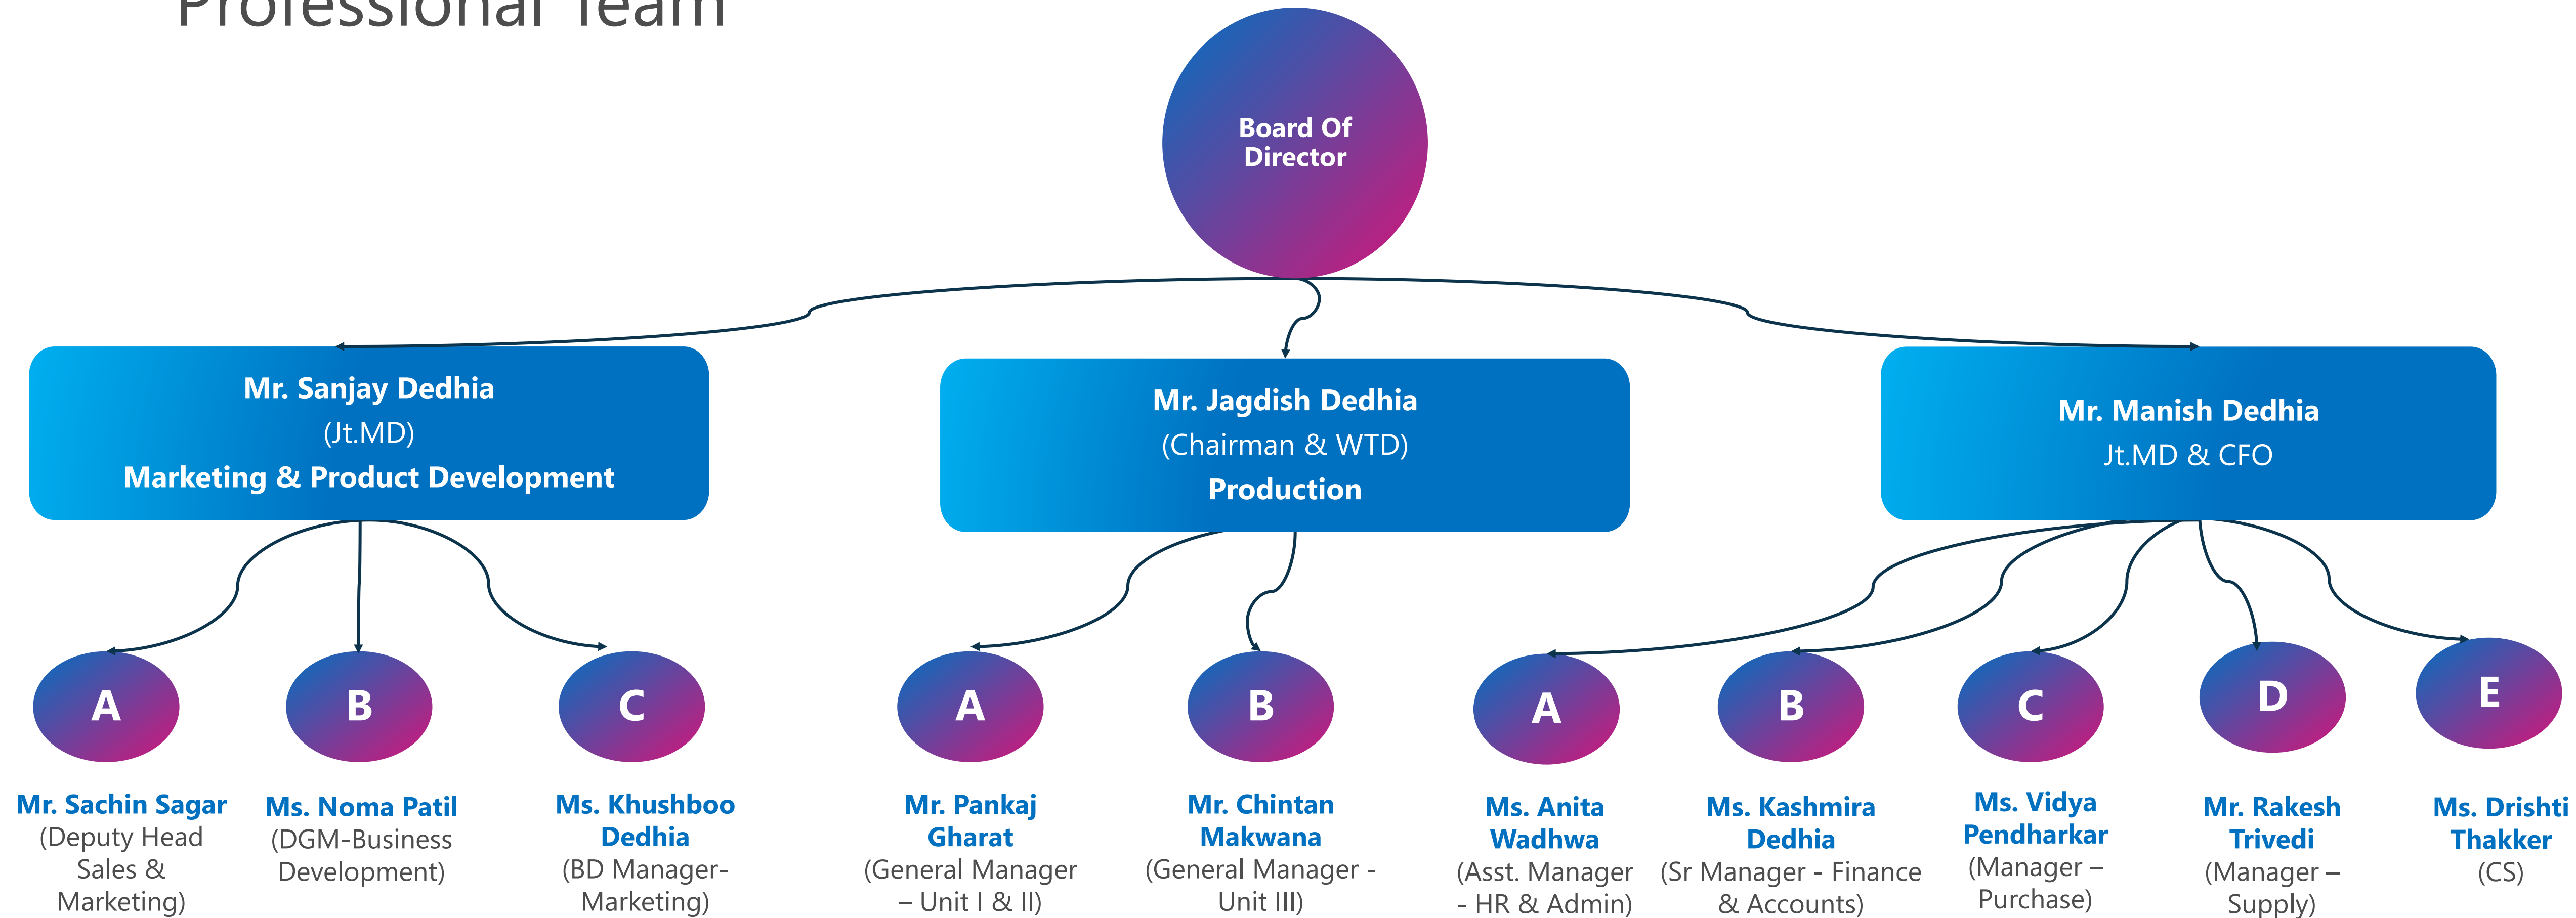 Professional Team
Board Of
Director
Mr. Sanjay Dedhia
(Jt.MD)
Marketing & Product Development
Mr. Jagdish Dedhia
(Chairman & WTD)
Production
Mr. Manish Dedhia
Jt.MD & CFO
A
Mr. Sachin Sagar
(Deputy Head
Sales &
Marketing)
B
Ms. Noma Patil
(DGM-Business
Development)
C
Ms. Khushboo
Dedhia
(BD Manager-
Marketing)
A
Mr. Pankaj
Gharat
(General Manager
– Unit I & II)
B
Mr. Chintan
Makwana
(General Manager -
Unit III)
A
Ms. Anita
Wadhwa
(Asst. Manager
- HR & Admin)
B
Ms. Kashmira
Dedhia
(Sr Manager - Finance
& Accounts)
C
Ms. Vidya
Pendharkar
(Manager –
Purchase)
D
Mr. Rakesh
Trivedi
(Manager –
Supply)
E
Ms. Drishti
Thakker
(CS)